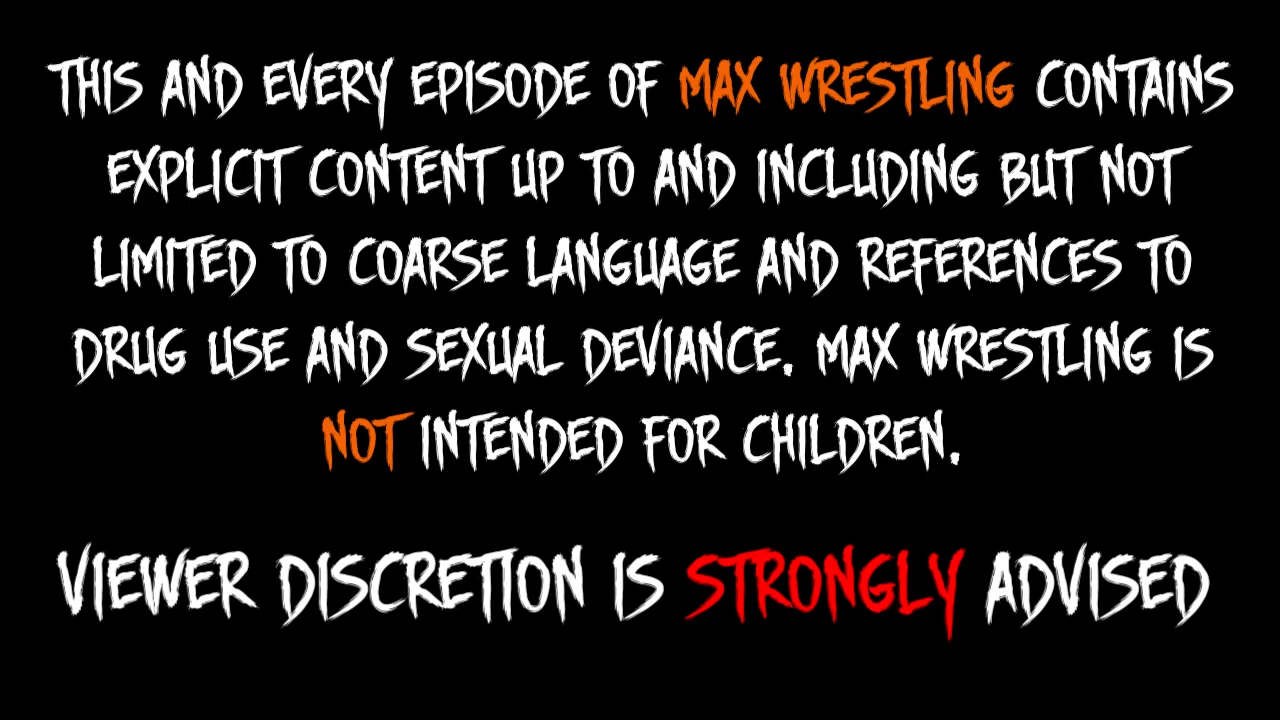 THIS AND EVERY EPISODE OF MAX WRESTLING CONTAINS
EXPLICIT CONTENT UP TO AND INCLUDING BUT NOT
LIMITED TO COARSE LANGUAGE AND REFERENCES TO
DRUG USE AND SEXUAL DEVIANCE. MAX WRESTLING IS
NOT INTENDED FOR CHILDREN.
VIEWER DISCRETION IS STRONGLY ADVISED